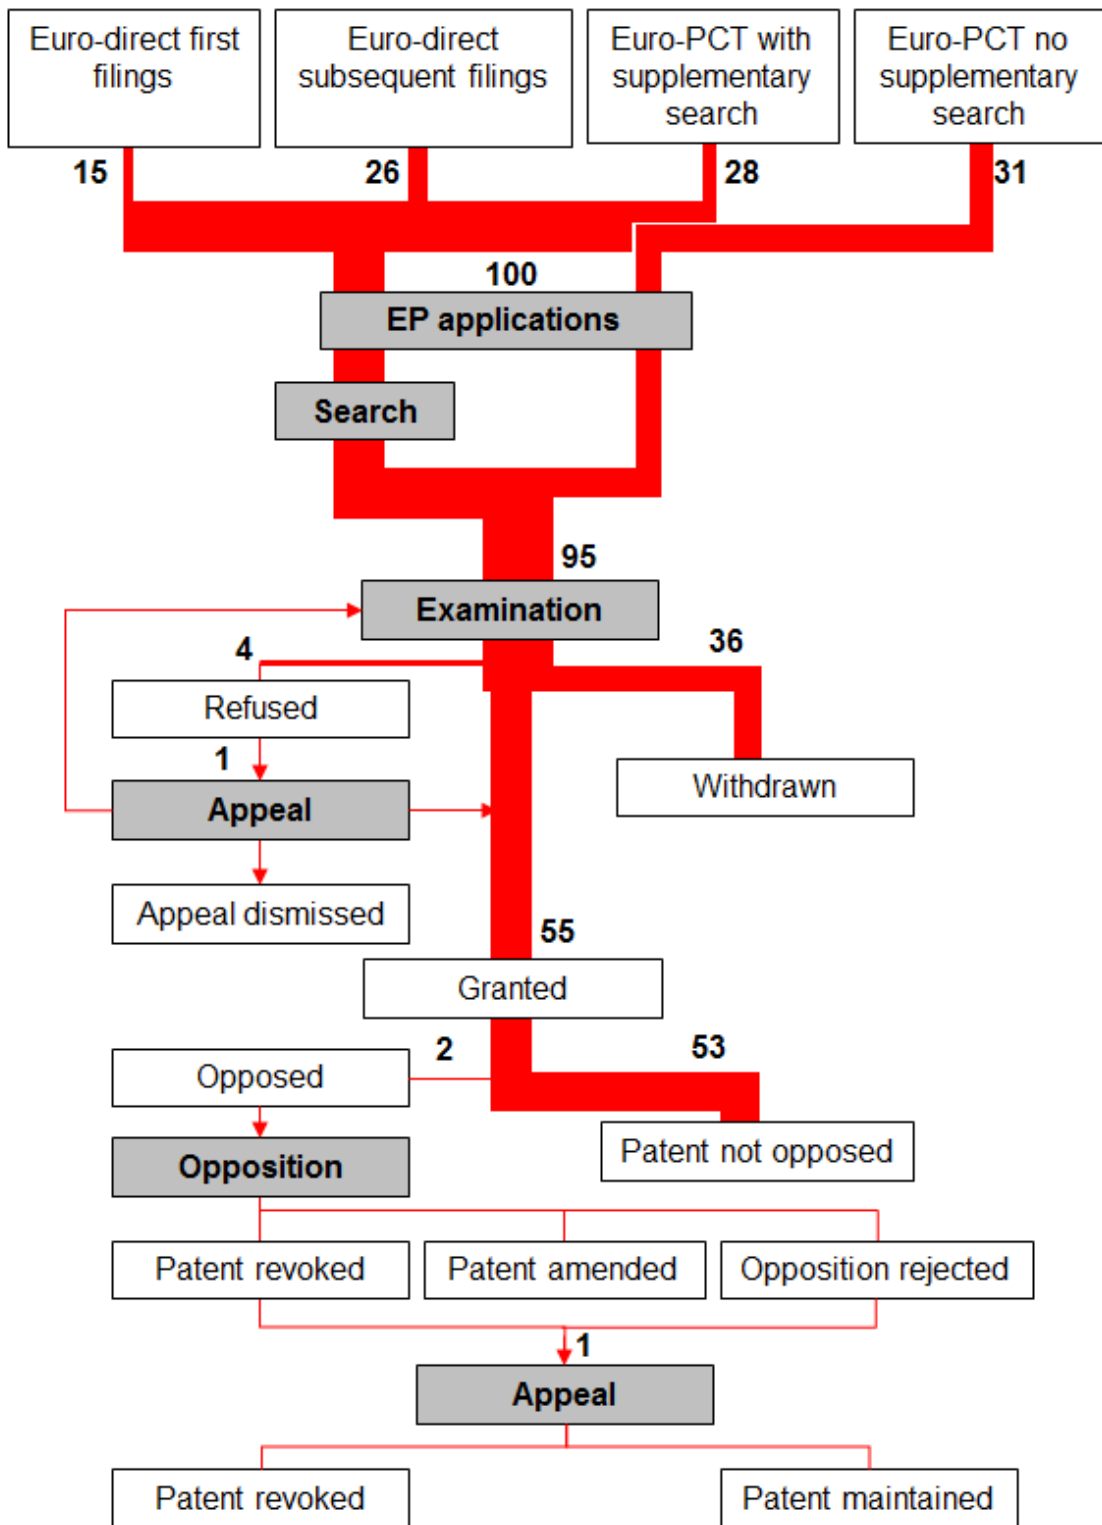 Euro-direct first
filings
Euro-direct
subsequent filings
Euro-PCT with
supplementary
search
Euro-PCT no
supplementary
search
15
26
28
31
100
EP applications
Search
95
Examination
4
36
Refused
1
Withdrawn
Appeal
Appeal dismissed
55
Granted
2
53
Opposed
Patent not opposed
Opposition
Patent revoked
Patent amended
Opposition rejected
1
Appeal
Patent revoked
Patent maintained